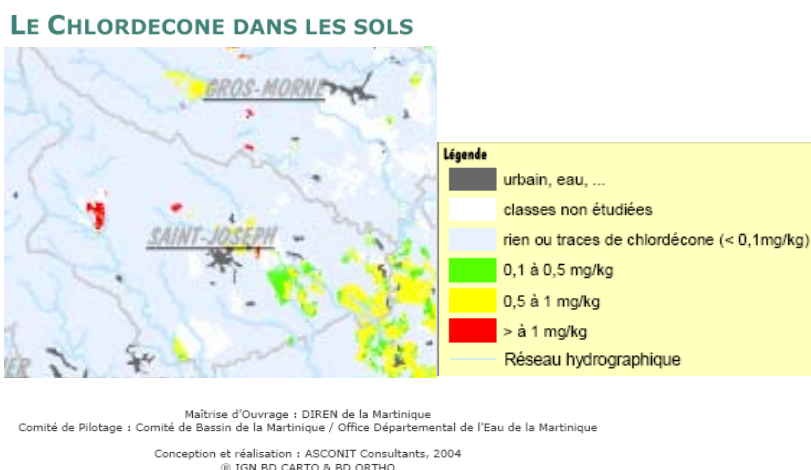 LE CHLORDECONE DANS LES SOLS
GROS-MORNE
SAINT-JOSEPH
Légende
urbain, eau, ...
classes non étudiées
rien ou traces de chlordécone (< 0,1mg/kg)
0,1 à 0,5 mg/kg
0,5 à 1 mg/kg
> à 1 mg/kg
Réseau hydrographique
Maîtrise d'Ouvrage : DIREN de la Martinique
Comité de Pilotage : Comité de Bassin de la Martinique / Office Départemental de l'Eau de la Martinique
Conception et réalisation : ASCONIT Consultants, 2004
® IGN BD CARTO & BD ORTHO